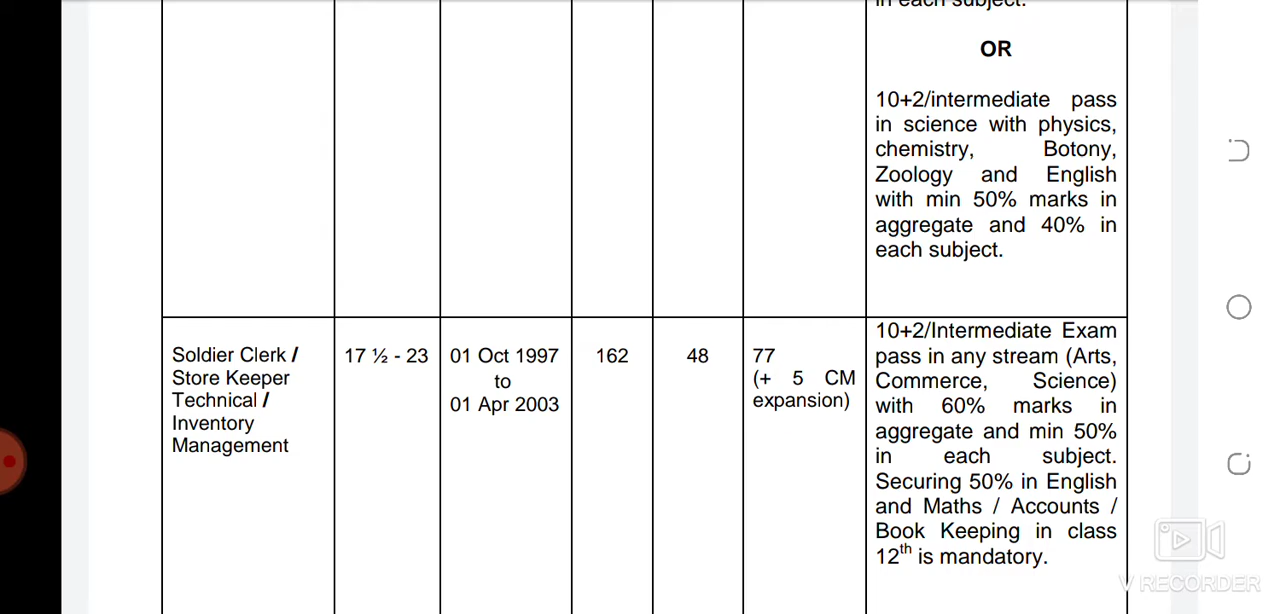 in each subject.
OR
10+2/intermediate pass
in science with physics,
chemistry, Botony,
Zoology and English
with min 50% marks in
aggregate and 40% in
each subject.
Soldier Clerk /
Store Keeper
Technical /
Inventory
Management
17 ½ - 23
01 Oct 1997
to
01 Apr 2003
162
48
77
(+ 5 CM
expansion)
10+2/Intermediate Exam
pass in any stream (Arts,
Commerce, Science)
with 60% marks in
aggregate and min 50%
in each subject.
Securing 50% in English
and Maths / Accounts /
Book Keeping in class
12th is mandatory.
V RECORDER